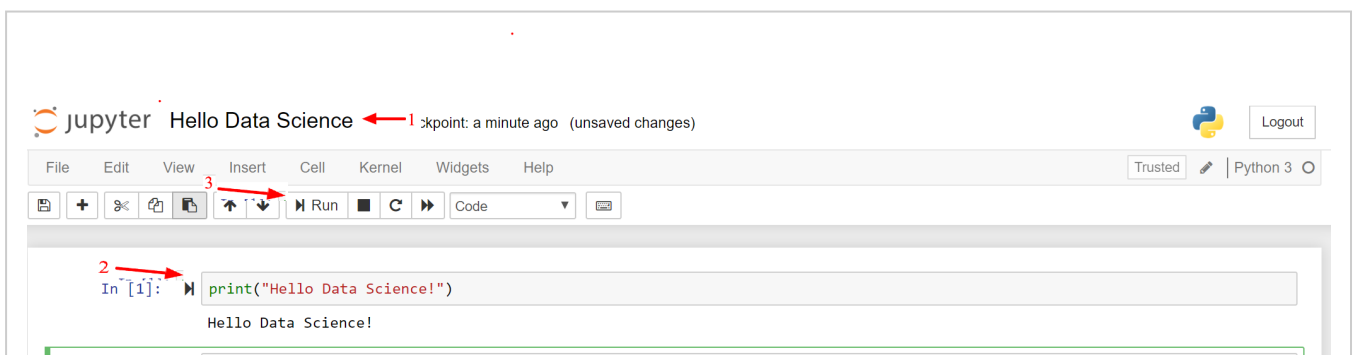 jupyter Hello Data Science 1 ckpoint: a minute ago (unsaved changes) Logout
File Edit View Insert Cell Kernel Widgets Help Trusted Python 3
3
Run Code
2
In [1]: print("Hello Data Science!")
Hello Data Science!